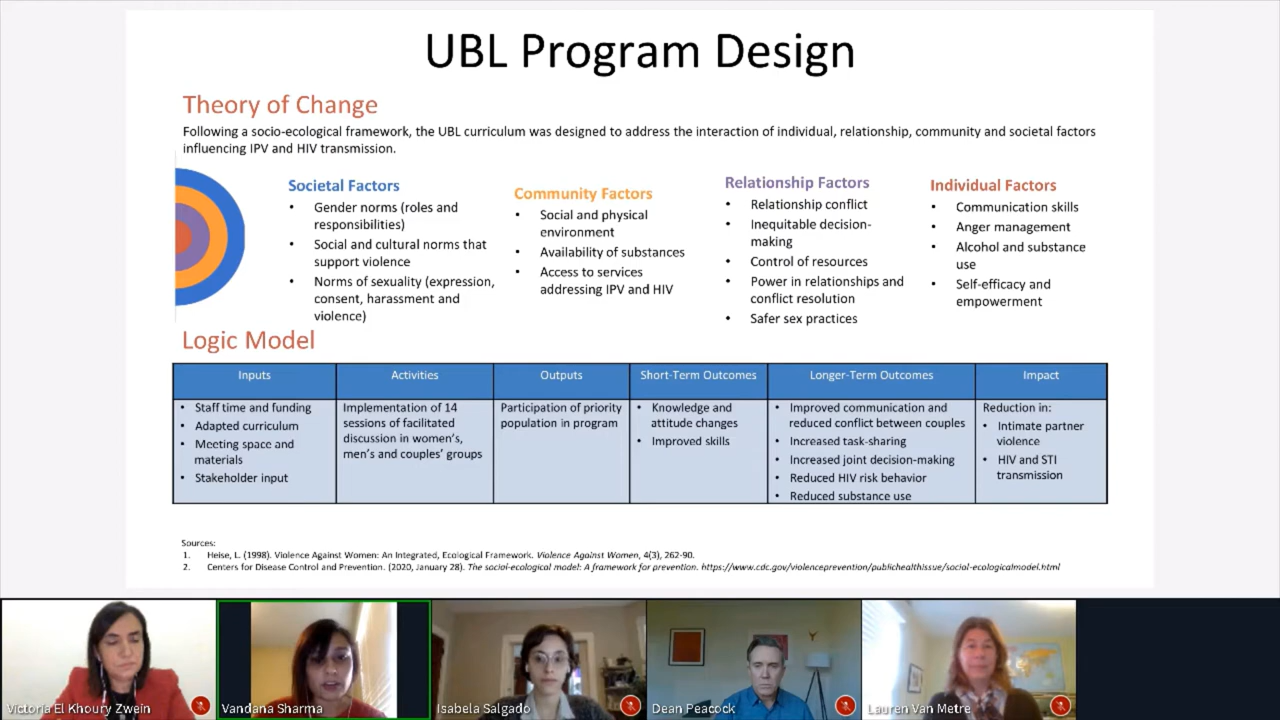 UBL Program Design
Theory of Change
Following a socio-ecological framework, the UBL curriculum was designed to address the interaction of individual, relationship, community and societal factors
influencing IPV and HIV transmission.
Societal Factors
• Gender norms (roles and
responsibilities)
• Social and cultural norms that
support violence
• Norms of sexuality (expression,
consent, harassment and
violence)
Community Factors
• Social and physical
environment
• Availability of substances
• Access to services
addressing IPV and HIV
Relationship Factors
• Relationship conflict
• Inequitable decision-
making
• Control of resources
• Power in relationships and
conflict resolution
• Safer sex practices
Individual Factors
• Communication skills
• Anger management
• Alcohol and substance
use
• Self-efficacy and
empowerment
Logic Model
Inputs
Activities
Outputs
Short-Term Outcomes
Longer-Term Outcomes
Impact
• Staff time and funding
• Adapted curriculum
• Meeting space and
materials
• Stakeholder input
Implementation of 14
sessions of facilitated
discussion in women's,
men's and couples' groups
Participation of priority
population in program
• Knowledge and
attitude changes
• Improved skills
• Improved communication and
reduced conflict between couples
• Increased task-sharing
• Increased joint decision-making
• Reduced HIV risk behavior
• Reduced substance use
Reduction in:
• Intimate partner
violence
• HIV and STI
transmission
Sources:
1. Heise, L. (1998). Violence Against Women: An Integrated, Ecological Framework. Violence Against Women, 4(3), 262-90.
2. Centers for Disease Control and Prevention. (2020, January 28). The sociol-ecological model: A framework for prevention. https://www.cdc.gov/violenceprevention/publichealthissue/sociol-ecologicalmodel.html
Victoria El Khoury Zwein
Vandana Sharma
Isabela Salgado
Dean Peacock
Lauren Van Metre